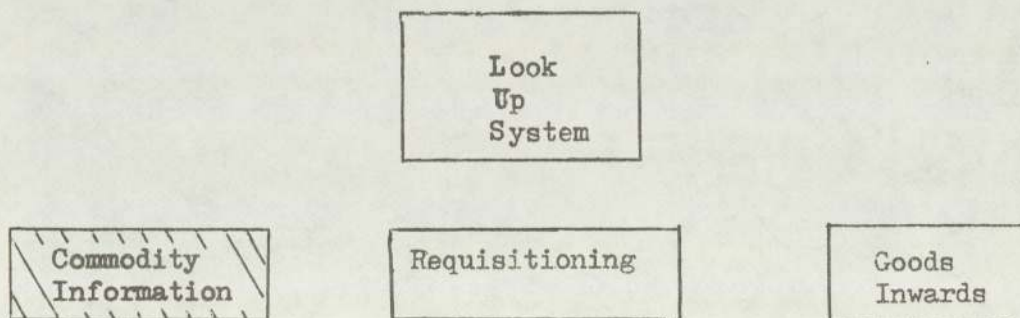 Look
Up
System
Commodity
Information
Requisitioning
Goods
Inwards